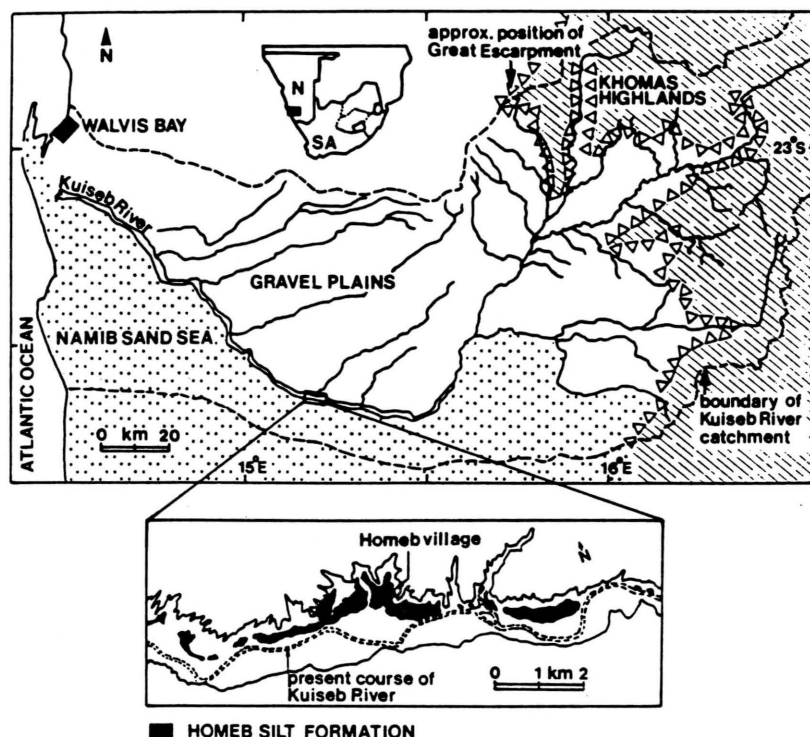 N
approx. position of
Great Escarpment
KHOMAS
HIGHLANDS
N
SA
WALVIS BAY
23°S
Kuiseb River
GRAVEL PLAINS
NAMIB SAND SEA
ATLANTIC OCEAN
boundary of
Kuiseb River
catchment
0 km 20
15°E
16°E
Homeb village
N
present course of
Kuiseb River
0 1 km 2
HOMEB SILT FORMATION